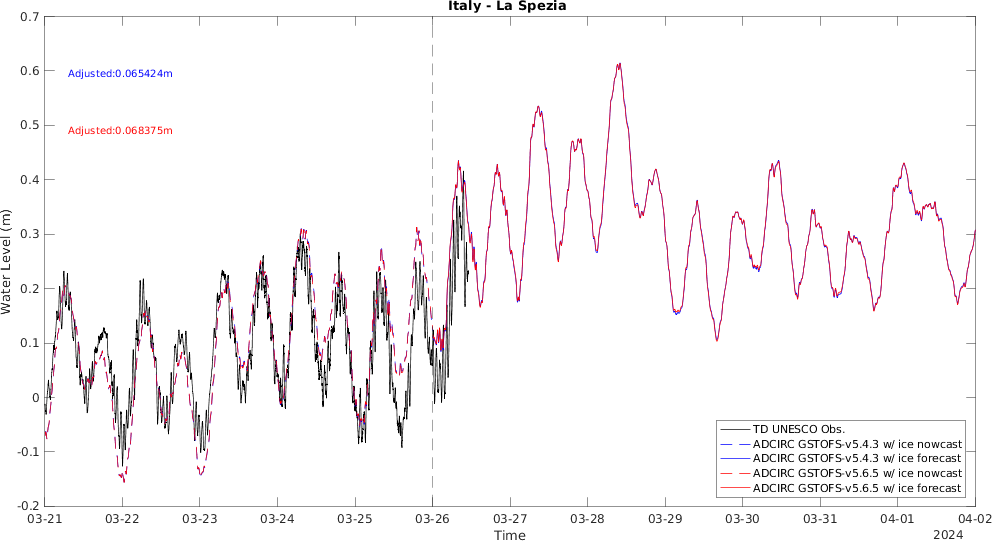 Italy - La Spezia
0.7
0.6
0.5
0.4
0.3
0.2
0.1
0
-0.1
-0.2
Water Level (m)
Adjusted:0.065424m
Adjusted:0.068375m
TD UNESCO Obs.
ADCIRC GSTOFS-v5.4.3 w/ ice nowcast
ADCIRC GSTOFS-v5.4.3 w/ ice forecast
ADCIRC GSTOFS-v5.6.5 w/ ice nowcast
ADCIRC GSTOFS-v5.6.5 w/ ice forecast
03-21 03-22 03-23 03-24 03-25 03-26 03-27 03-28 03-29 03-30 03-31 04-01 04-02
Time
2024